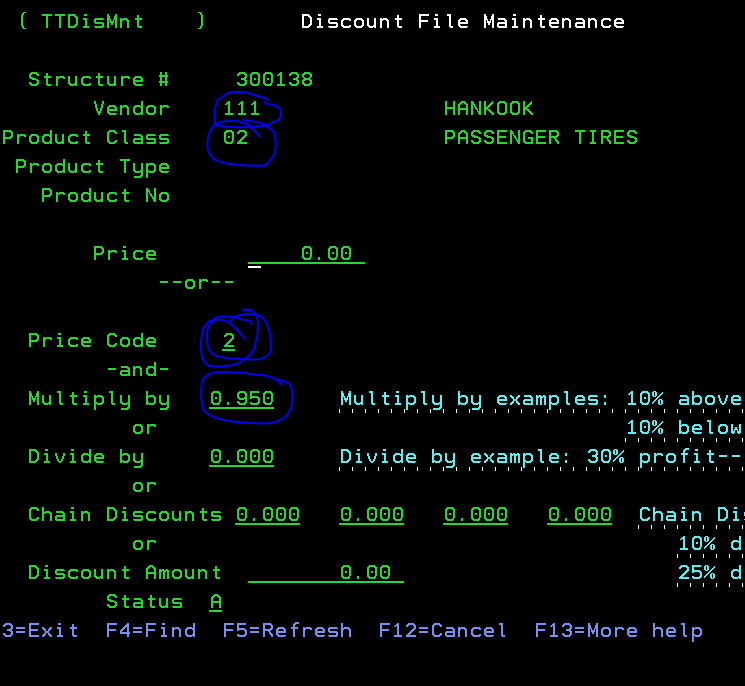 ( TTDisMnt    )    Discount File Maintenance
Structure #    300138
Vendor    111    HANKOOK
Product Class    02    PASSENGER TIRES
Product Type
Product No
Price    0.00
--or--
Price Code    2
-and-
Multiply by    0.950    Multiply by examples: 10% above
or    10% below
Divide by    0.000    Divide by example: 30% profit--
or
Chain Discounts 0.000    0.000    0.000    0.000    Chain Dis
or    10% d
Discount Amount    0.00    25% d
Status  A
3=Exit  F4=Find  F5=Refresh  F12=Cancel  F13=More help